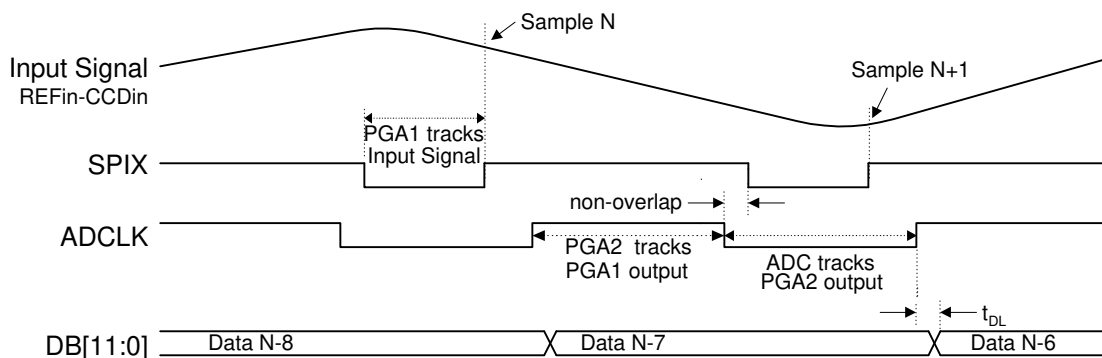 Sample N
Input Signal
REFin-CCDin
Sample N+1
PGA1 tracks
Input Signal
SPIX
non-overlap
ADCLK
PGA2 tracks
PGA1 output
ADC tracks
PGA2 output
tDL
DB[11:0]
Data N-8
Data N-7
Data N-6